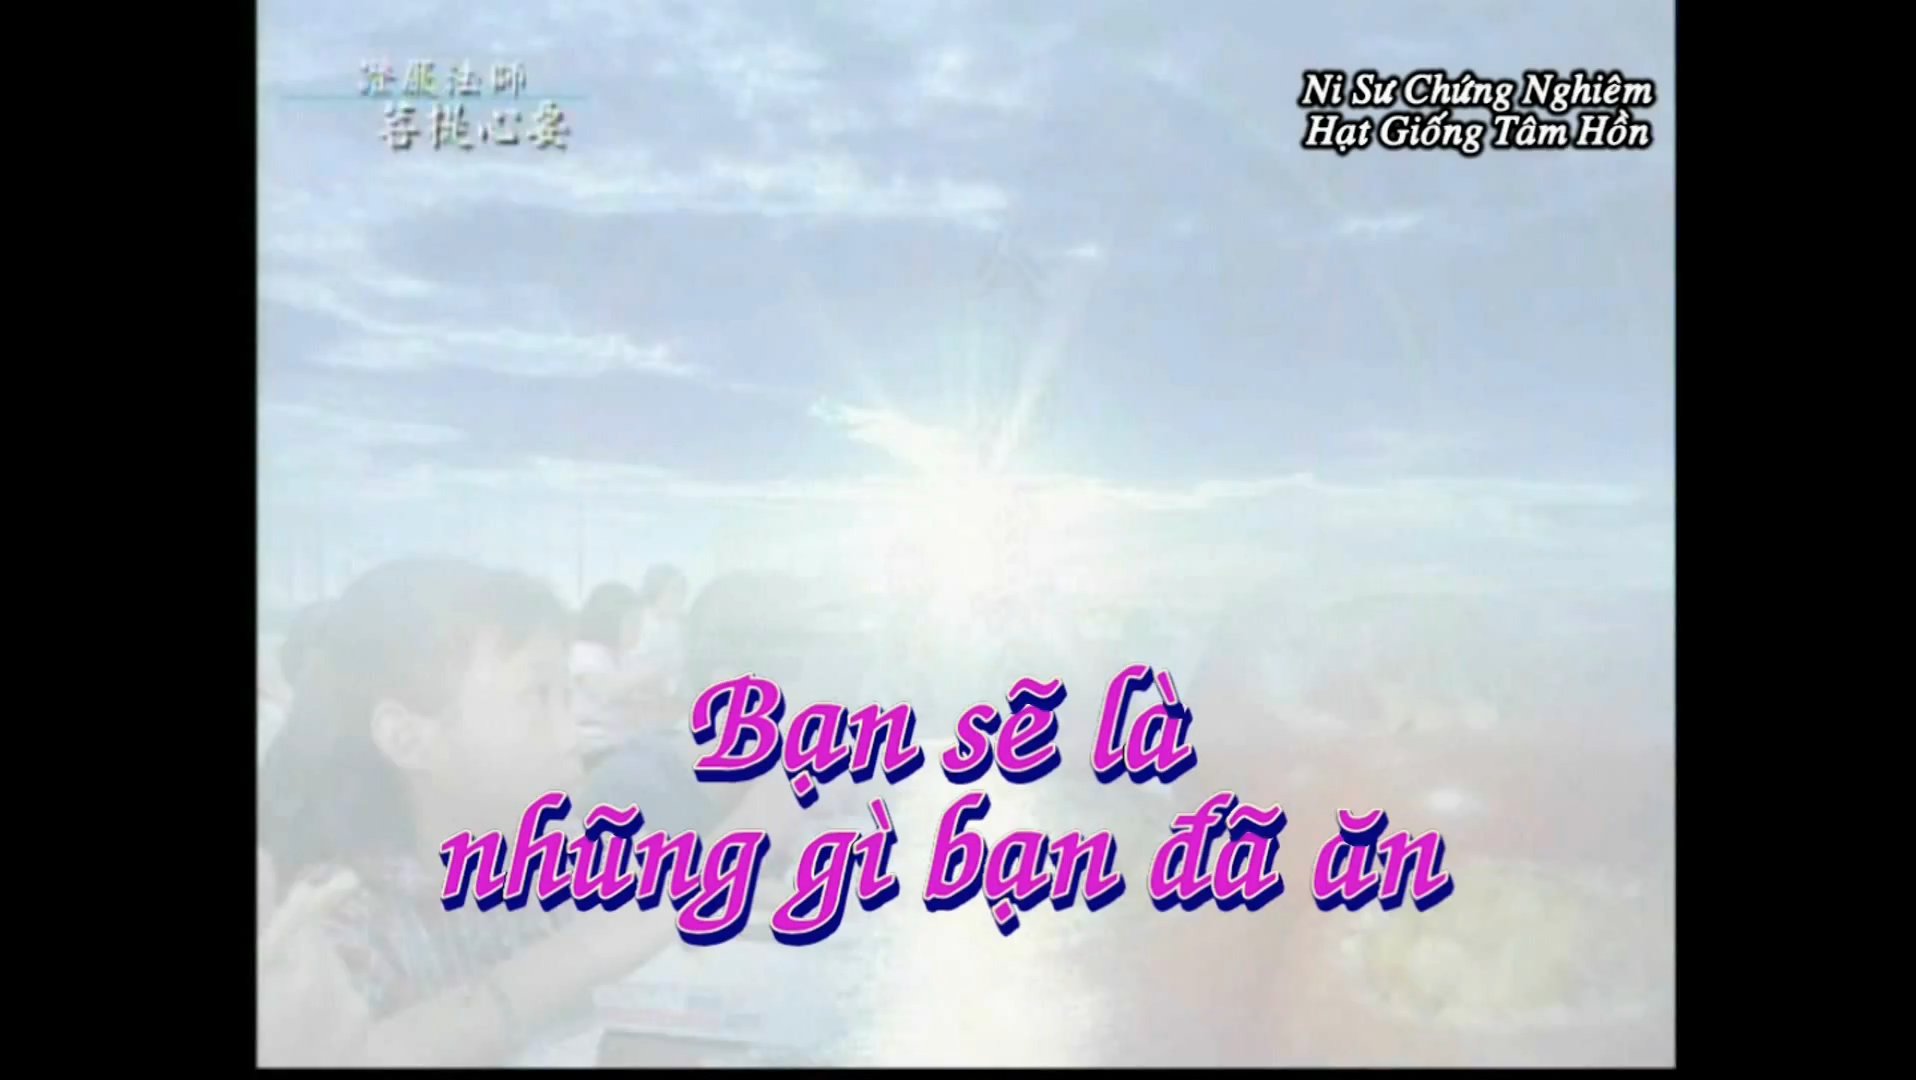 證嚴法師
菩提心要
Ni Sư Chứng Nghiêm
Hạt Giống Tâm Hồn
Bạn sẽ là
những gì bạn đã ăn